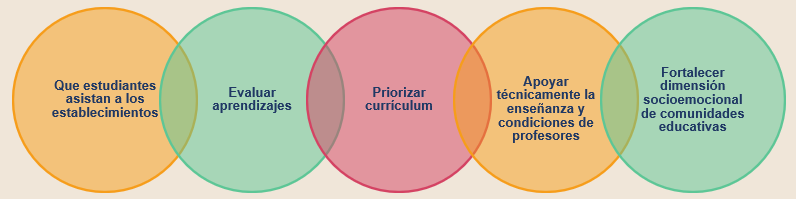 Que estudiantes
asistan a los
establecimientos
Evaluar
aprendizajes
Priorizar
currículum
Apoyar
técnicamente la
enseñanza y
condiciones de
profesores
Fortalecer
dimensión
socioemocional
de comunidades
educativas